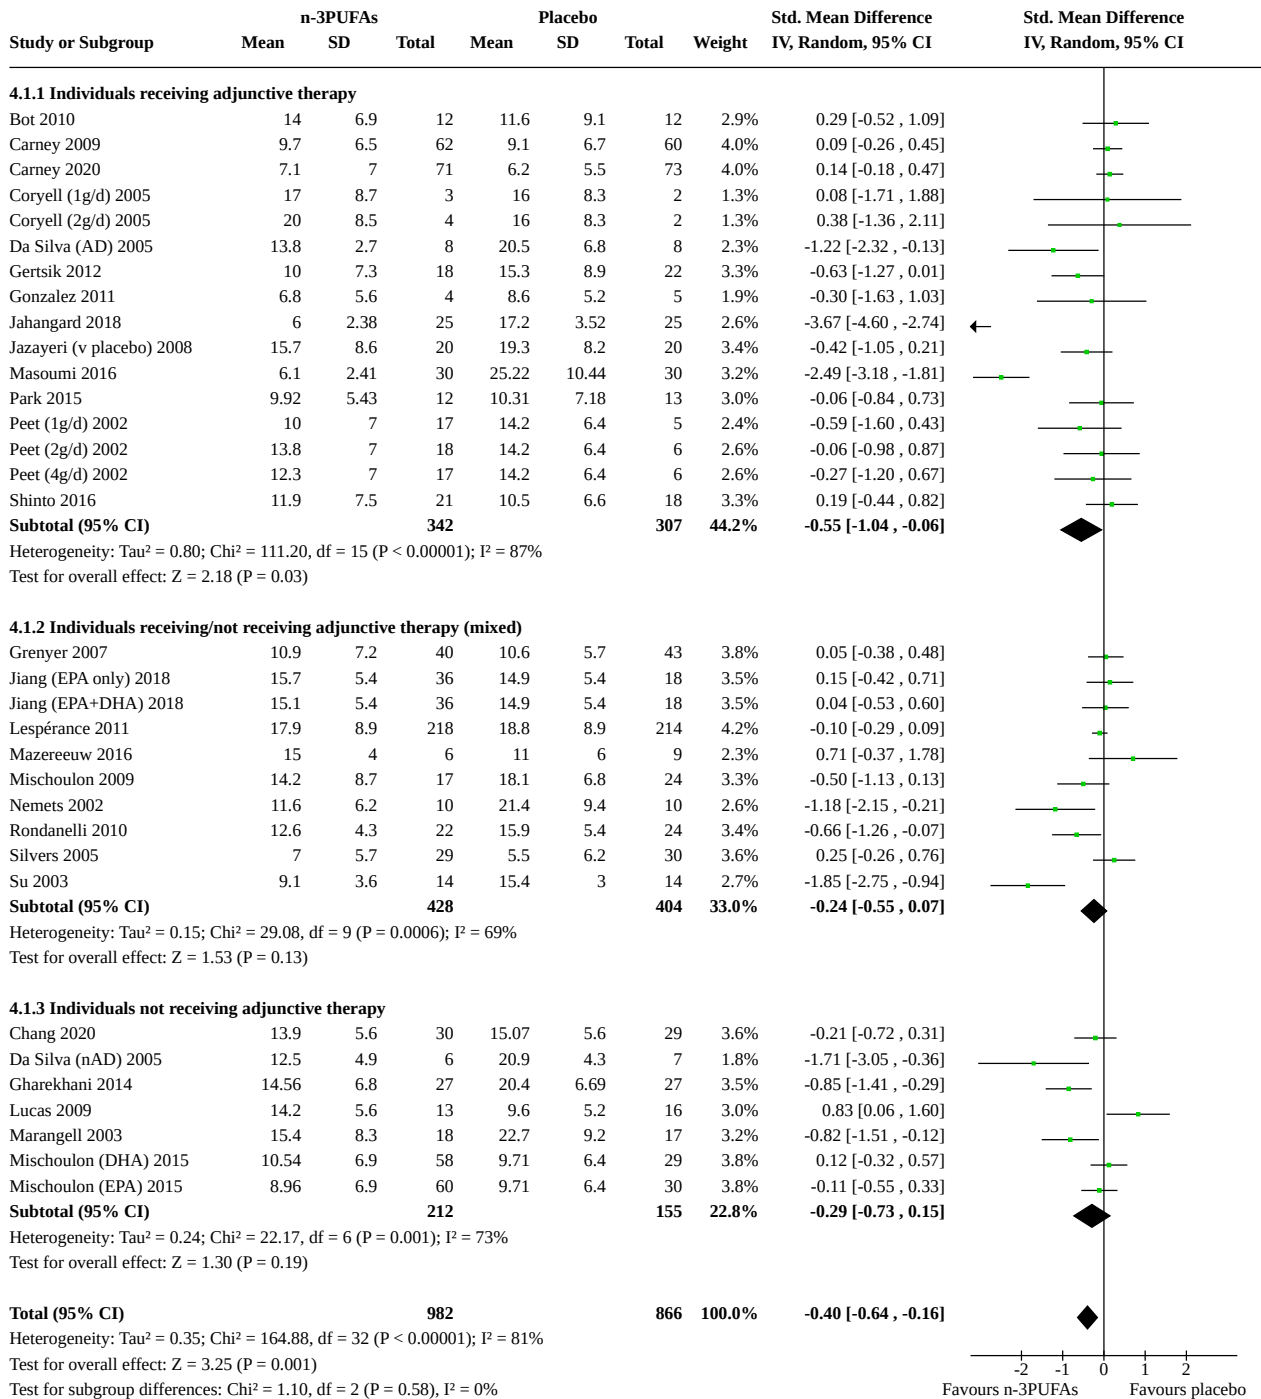 n-3PUFAs Placebo Std. Mean Difference Std. Mean Difference
Study or Subgroup Mean SD Total Mean SD Total Weight IV, Random, 95% CI IV, Random, 95% CI
4.1.1 Individuals receiving adjunctive therapy
Bot 2010 14 6.9 12 11.6 9.1 12 2.9% 0.29 [-0.52 , 1.09]
Carney 2009 9.7 6.5 62 9.1 6.7 60 4.0% 0.09 [-0.26 , 0.45]
Carney 2020 7.1 7 71 6.2 5.5 73 4.0% 0.14 [-0.18 , 0.47]
Coryell (1g/d) 2005 17 8.7 3 16 8.3 2 1.3% 0.08 [-1.71 , 1.88]
Coryell (2g/d) 2005 20 8.5 4 16 8.3 2 1.3% 0.38 [-1.36 , 2.11]
Da Silva (AD) 2005 13.8 2.7 8 20.5 6.8 8 2.3% -1.22 [-2.32 , -0.13]
Gertsik 2012 10 7.3 18 15.3 8.9 22 3.3% -0.63 [-1.27 , 0.01]
Gonzalez 2011 6.8 5.6 4 8.6 5.2 5 1.9% -0.30 [-1.63 , 1.03]
Jahangard 2018 6 2.38 25 17.2 3.52 25 2.6% -3.67 [-4.60 , -2.74]
Jazayeri (v placebo) 2008 15.7 8.6 20 19.3 8.2 20 3.4% -0.42 [-1.05 , 0.21]
Masoumi 2016 6.1 2.41 30 25.22 10.44 30 3.2% -2.49 [-3.18 , -1.81]
Park 2015 9.92 5.43 12 10.31 7.18 13 3.0% -0.06 [-0.84 , 0.73]
Peet (1g/d) 2002 10 7 17 14.2 6.4 5 2.4% -0.59 [-1.60 , 0.43]
Peet (2g/d) 2002 13.8 7 18 14.2 6.4 6 2.6% -0.06 [-0.98 , 0.87]
Peet (4g/d) 2002 12.3 7 17 14.2 6.4 6 2.6% -0.27 [-1.20 , 0.67]
Shinto 2016 11.9 7.5 21 10.5 6.6 18 3.3% 0.19 [-0.44 , 0.82]
Subtotal (95% CI) 342 307 44.2% -0.55 [-1.04 , -0.06]
Heterogeneity: Tau² = 0.80; Chi² = 111.20, df = 15 (P < 0.00001); I² = 87%
Test for overall effect: Z = 2.18 (P = 0.03)
4.1.2 Individuals receiving/not receiving adjunctive therapy (mixed)
Grenyer 2007 10.9 7.2 40 10.6 5.7 43 3.8% 0.05 [-0.38 , 0.48]
Jiang (EPA only) 2018 15.7 5.4 36 14.9 5.4 18 3.5% 0.15 [-0.42 , 0.71]
Jiang (EPA+DHA) 2018 15.1 5.4 36 14.9 5.4 18 3.5% 0.04 [-0.53 , 0.60]
Lespérance 2011 17.9 8.9 218 18.8 8.9 214 4.2% -0.10 [-0.29 , 0.09]
Mazereeuw 2016 15 4 6 11 6 9 2.3% 0.71 [-0.37 , 1.78]
Mischoulon 2009 14.2 8.7 17 18.1 6.8 24 3.3% -0.50 [-1.13 , 0.13]
Nemets 2002 11.6 6.2 10 21.4 9.4 10 2.6% -1.18 [-2.15 , -0.21]
Rondanelli 2010 12.6 4.3 22 15.9 5.4 24 3.4% -0.66 [-1.26 , -0.07]
Silvers 2005 7 5.7 29 5.5 6.2 30 3.6% 0.25 [-0.26 , 0.76]
Su 2003 9.1 3.6 14 15.4 3 14 2.7% -1.85 [-2.75 , -0.94]
Subtotal (95% CI) 428 404 33.0% -0.24 [-0.55 , 0.07]
Heterogeneity: Tau² = 0.15; Chi² = 29.08, df = 9 (P = 0.0006); I² = 69%
Test for overall effect: Z = 1.53 (P = 0.13)
4.1.3 Individuals not receiving adjunctive therapy
Chang 2020 13.9 5.6 30 15.07 5.6 29 3.6% -0.21 [-0.72 , 0.31]
Da Silva (nAD) 2005 12.5 4.9 6 20.9 4.3 7 1.8% -1.71 [-3.05 , -0.36]
Gharekhani 2014 14.56 6.8 27 20.4 6.69 27 3.5% -0.85 [-1.41 , -0.29]
Lucas 2009 14.2 5.6 13 9.6 5.2 16 3.0% 0.83 [0.06 , 1.60]
Marangell 2003 15.4 8.3 18 22.7 9.2 17 3.2% -0.82 [-1.51 , -0.12]
Mischoulon (DHA) 2015 10.54 6.9 58 9.71 6.4 29 3.8% 0.12 [-0.32 , 0.57]
Mischoulon (EPA) 2015 8.96 6.9 60 9.71 6.4 30 3.8% -0.11 [-0.55 , 0.33]
Subtotal (95% CI) 212 155 22.8% -0.29 [-0.73 , 0.15]
Heterogeneity: Tau² = 0.24; Chi² = 22.17, df = 6 (P = 0.001); I² = 73%
Test for overall effect: Z = 1.30 (P = 0.19)
Total (95% CI) 982 866 100.0% -0.40 [-0.64 , -0.16]
Heterogeneity: Tau² = 0.35; Chi² = 164.88, df = 32 (P < 0.00001); I² = 81%
Test for overall effect: Z = 3.25 (P = 0.001)
-2 -1 0 1 2
Test for subgroup differences: Chi² = 1.10, df = 2 (P = 0.58), I² = 0% Favours n-3PUFAs Favours placebo